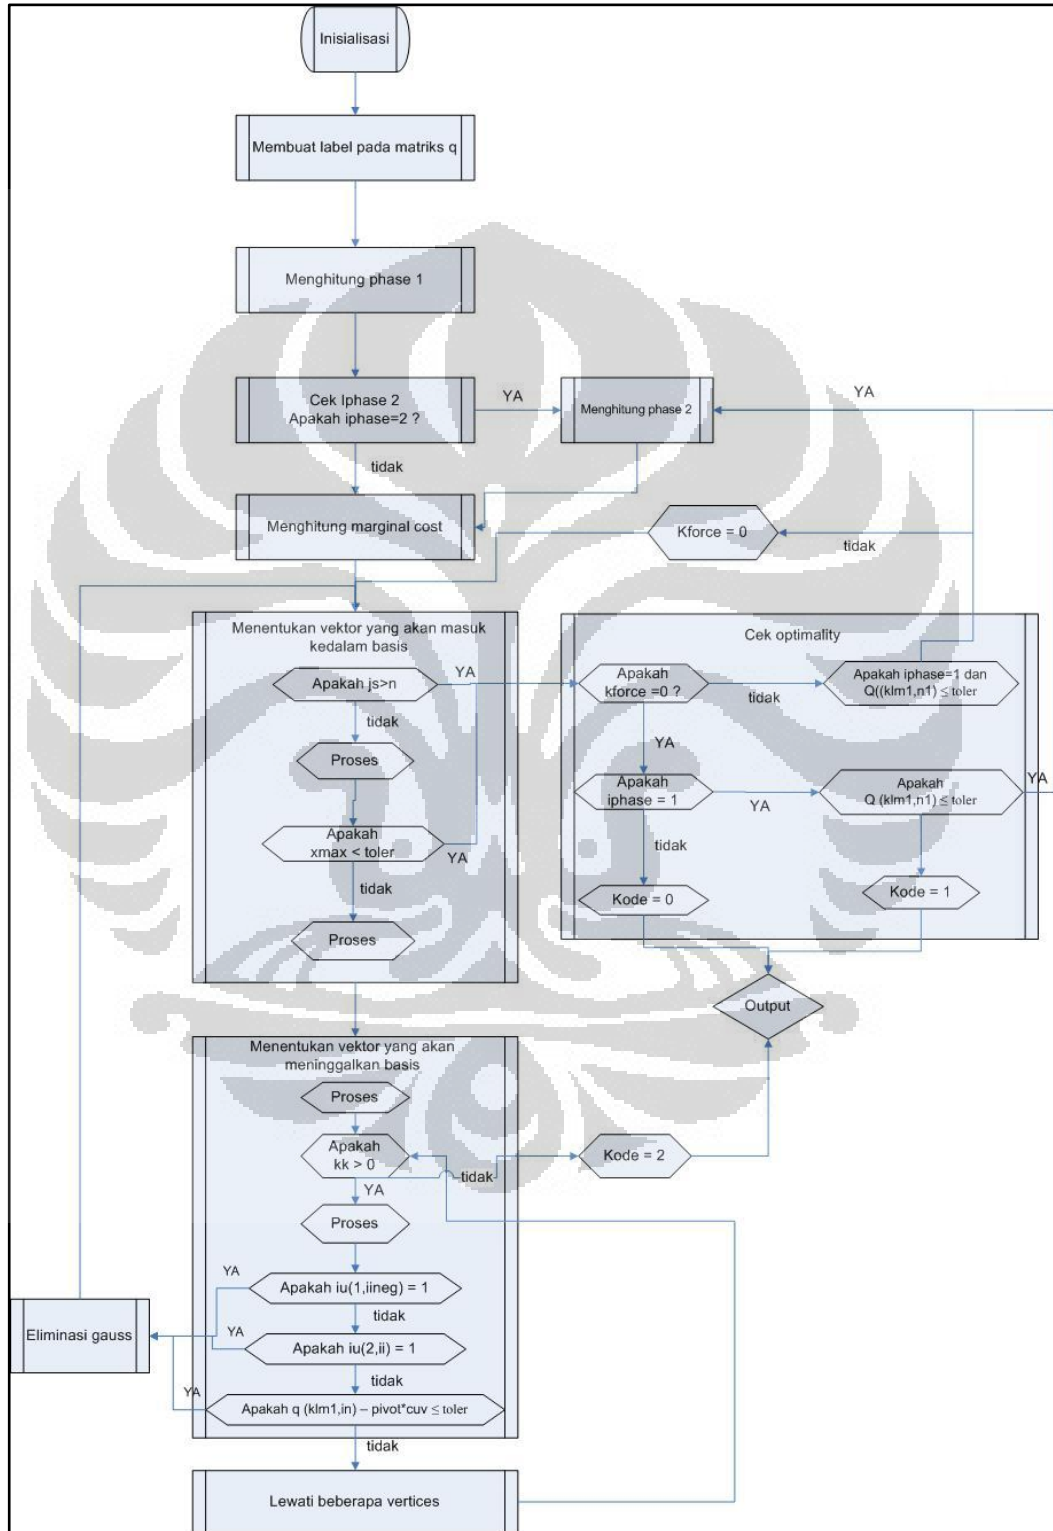 Inisialisasi
Membuat label pada matriks q
Menghitung phase 1
Cek Iphase 2
Apakah iphase=2 ?
YA
Menghitung phase 2
YA
tidak
Menghitung marginal cost
Kforce = 0
tidak
Menentukan vektor yang akan masuk
kedalam basis
Apakah js>n
YA
tidak
Proses
Apakah
xmax < toler
YA
tidak
Proses
Cek optimality
Apakah
kforce =0 ?
tidak
Apakah iphase=1 dan
Q((klm1,n1) ≤ toler
YA
Apakah
iphase = 1
YA
Apakah
Q (klm1,n1) ≤ toler
YA
tidak
Kode = 0
Kode = 1
Output
Menentukan vektor yang akan
meninggalkan basis
Proses
Apakah
kk > 0
tidak
Kode = 2
YA
Proses
YA
Apakah iu(1,iineg) = 1
tidak
YA
Apakah iu(2,ii) = 1
tidak
Eliminasi gauss
YA
Apakah q (klm1,in) – pivot*cuv ≤ toler
tidak
Lewati beberapa vertices